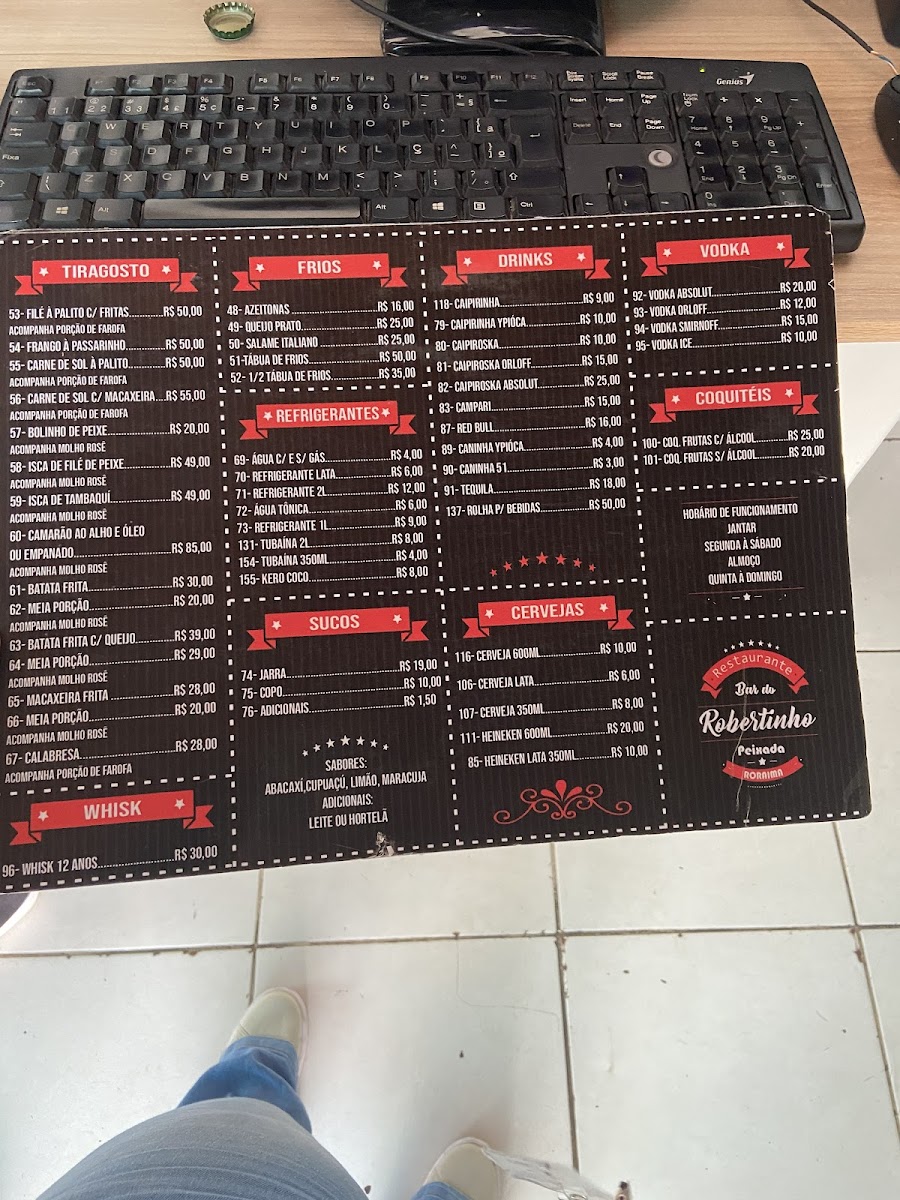 Genius
TIRAGOSTO
53- FILÉ À PALITO C/ FRITAS R$ 50,00
ACOMPANHA PORÇÃO DE FAROFA
54- FRANGO À PASSARINHO R$ 50,00
55- CARNE DE SOL À PALITO R$ 50,00
ACOMPANHA PORÇÃO DE FAROFA
56- CARNE DE SOL C/ MACAXEIRA R$ 55,00
ACOMPANHA PORÇÃO DE FAROFA
57- BOLINHO DE PEIXE R$ 20,00
ACOMPANHA MOLHO ROSÉ
58- ISCA DE FILÉ DE PEIXE R$ 49,00
ACOMPANHA MOLHO ROSÉ
59- ISCA DE TAMBAQUÍ R$ 49,00
ACOMPANHA MOLHO ROSÉ
60- CAMARÃO AO ALHO E ÓLEO
OU EMPANADO R$ 85,00
ACOMPANHA MOLHO ROSÉ
61- BATATA FRITA R$ 30,00
62- MEIA PORÇÃO R$ 20,00
ACOMPANHA MOLHO ROSÉ
63- BATATA FRITA C/ QUEIJO R$ 39,00
64- MEIA PORÇÃO R$ 29,00
ACOMPANHA MOLHO ROSÉ
65- MACAXEIRA FRITA R$ 28,00
66- MEIA PORÇÃO R$ 20,00
ACOMPANHA MOLHO ROSÉ
67- CALABRESA R$ 28,00
ACOMPANHA PORÇÃO DE FAROFA
WHISK
96- WHISK 12 ANOS R$ 30,00
FRIOS
48- AZEITONAS R$ 16,00
49- QUEIJO PRATO R$ 25,00
50- SALAME ITALIANO R$ 25,00
51-TÁBUA DE FRIOS R$ 50,00
52- 1/2 TÁBUA DE FRIOS R$ 35,00
REFRIGERANTES
69- ÁGUA C/ E S/ GÁS R$ 4,00
70- REFRIGERANTE LATA R$ 6,00
71- REFRIGERANTE 2L R$ 12,00
72- ÁGUA TÔNICA R$ 6,00
73- REFRIGERANTE 1L R$ 9,00
131- TUBAÍNA 2L R$ 8,00
154- TUBAÍNA 350ML R$ 4,00
155- KERO COCO R$ 8,00
SUCOS
74- JARRA R$ 19,00
75- COPO R$ 10,00
76- ADICIONAIS R$ 1,50
SABORES:
ABACAXÍ,CUPUAÇÚ, LIMÃO, MARACUJA
ADICIONAIS:
LEITE OU HORTELÃ
DRINKS
118- CAIPIRINHA R$ 9,00
79- CAIPIRINHA YPIÓCA R$ 10,00
80- CAIPIROSKA R$ 10,00
81- CAIPIROSKA ORLOFF R$ 15,00
82- CAIPIROSKA ABSOLUT R$ 25,00
83- CAMPARI R$ 15,00
87- RED BULL R$ 16,00
89- CANINHA YPIÓCA R$ 4,00
90- CANINHA 51 R$ 3,00
91- TEQUILA R$ 18,00
137- ROLHA P/ BEBIDAS R$ 50,00
CERVEJAS
116- CERVEJA 600ML R$ 10,00
106- CERVEJA LATA R$ 6,00
107- CERVEJA 350ML R$ 8,00
111- HEINEKEN 600ML R$ 20,00
85- HEINEKEN LATA 350ML R$ 10,00
VODKA
92- VODKA ABSOLUT R$ 20,00
93- VODKA ORLOFF R$ 12,00
94- VODKA SMIRNOFF R$ 15,00
95- VODKA ICE R$ 10,00
COQUITÉIS
100- COQ. FRUTAS C/ ÁLCOOL R$ 25,00
101- COQ. FRUTAS S/ ÁLCOOL R$ 20,00
HORÁRIO DE FUNCIONAMENTO
JANTAR
SEGUNDA À SÁBADO
ALMOÇO
QUINTA À DOMINGO
Restaurante
Bar do
Robertinho
Peixada
RORAIMA